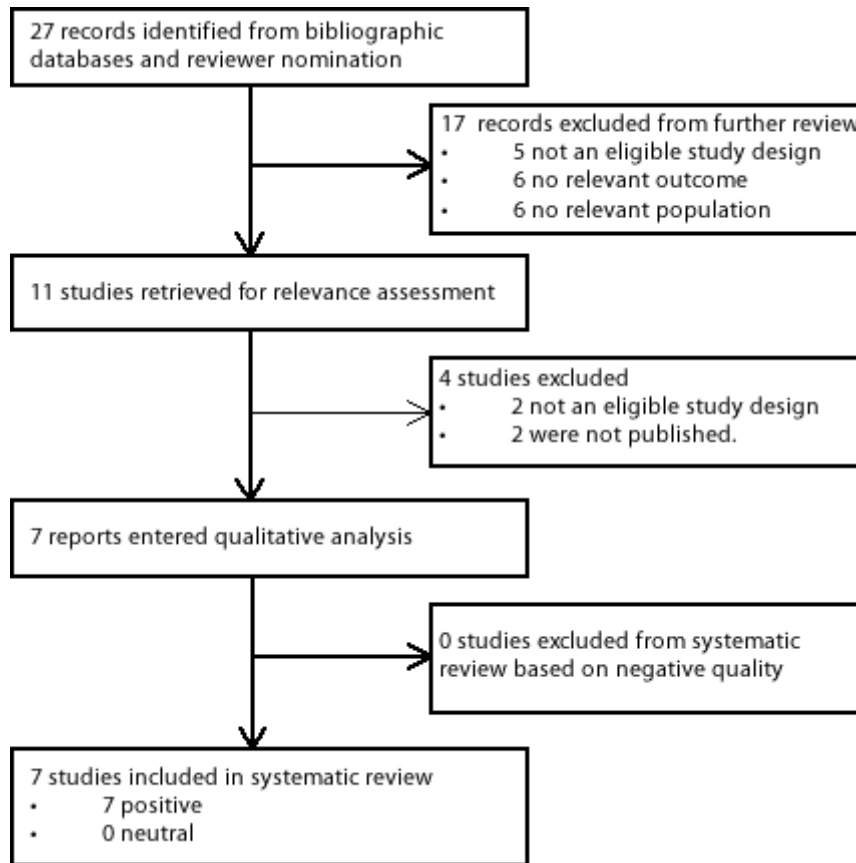 27 records identified from bibliographic
databases and reviewer nomination
17 records excluded from further review
• 5 not an eligible study design
• 6 no relevant outcome
• 6 no relevant population
11 studies retrieved for relevance assessment
4 studies excluded
• 2 not an eligible study design
• 2 were not published.
7 reports entered qualitative analysis
0 studies excluded from systematic
review based on negative quality
7 studies included in systematic review
• 7 positive
• 0 neutral